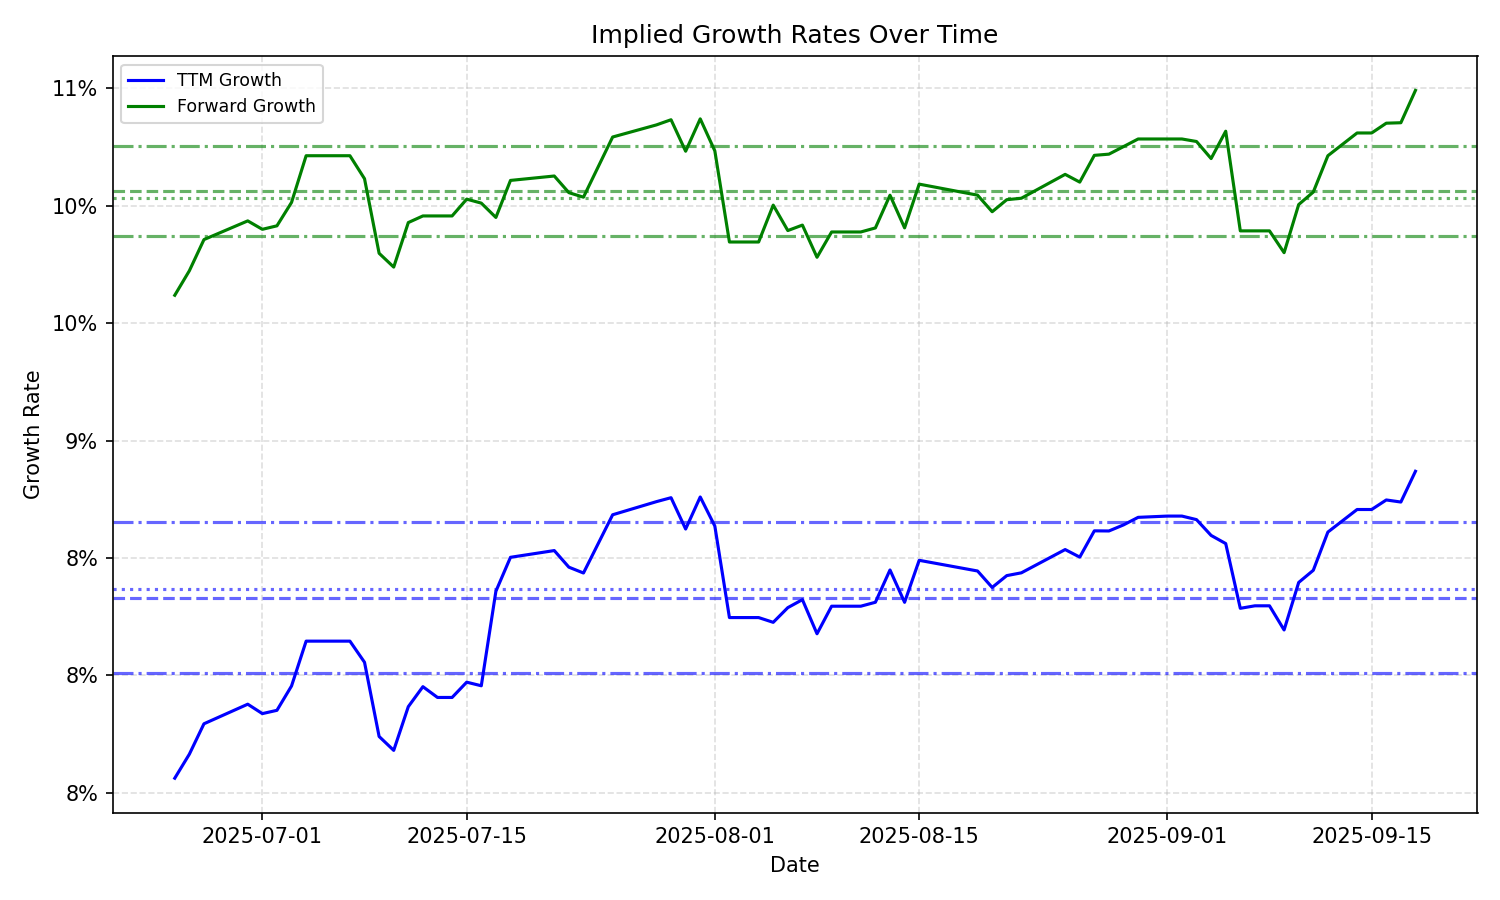 Implied Growth Rates Over Time
TTM Growth
Forward Growth
11%
10%
10%
9%
8%
8%
8%
Growth Rate
2025-07-01
2025-07-15
2025-08-01
2025-08-15
2025-09-01
2025-09-15
Date